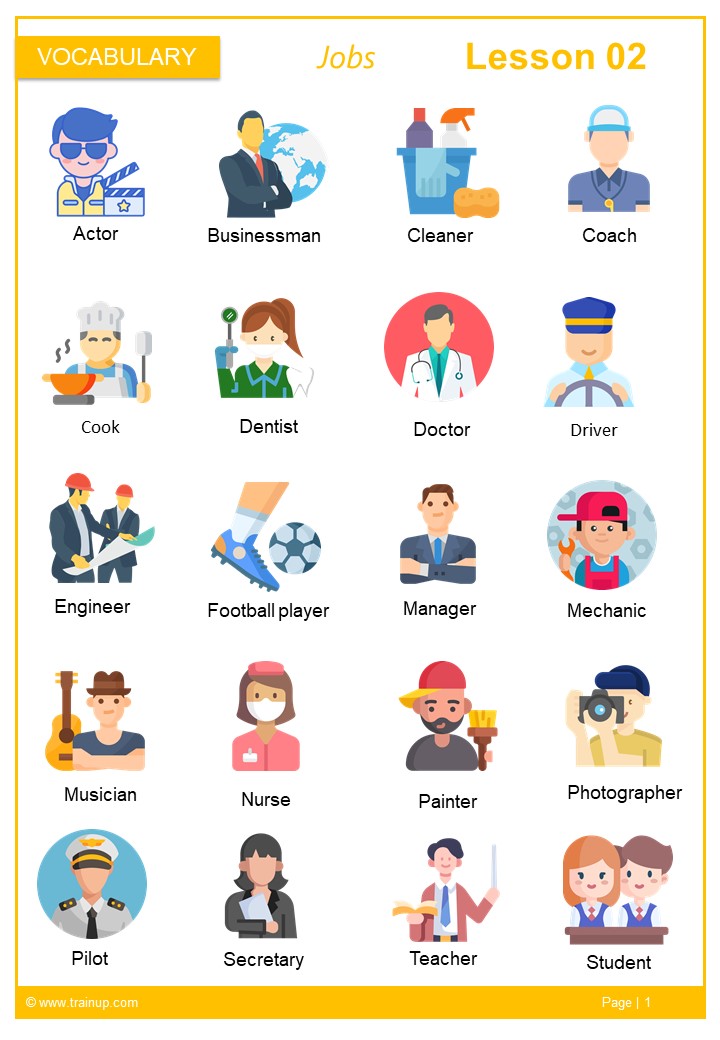 VOCABULARY Jobs Lesson 02
Actor Businessman Cleaner Coach
Cook Dentist Doctor Driver
Engineer Football player Manager Mechanic
Musician Nurse Painter Photographer
Pilot Secretary Teacher Student
© www.trainup.com Page | 1